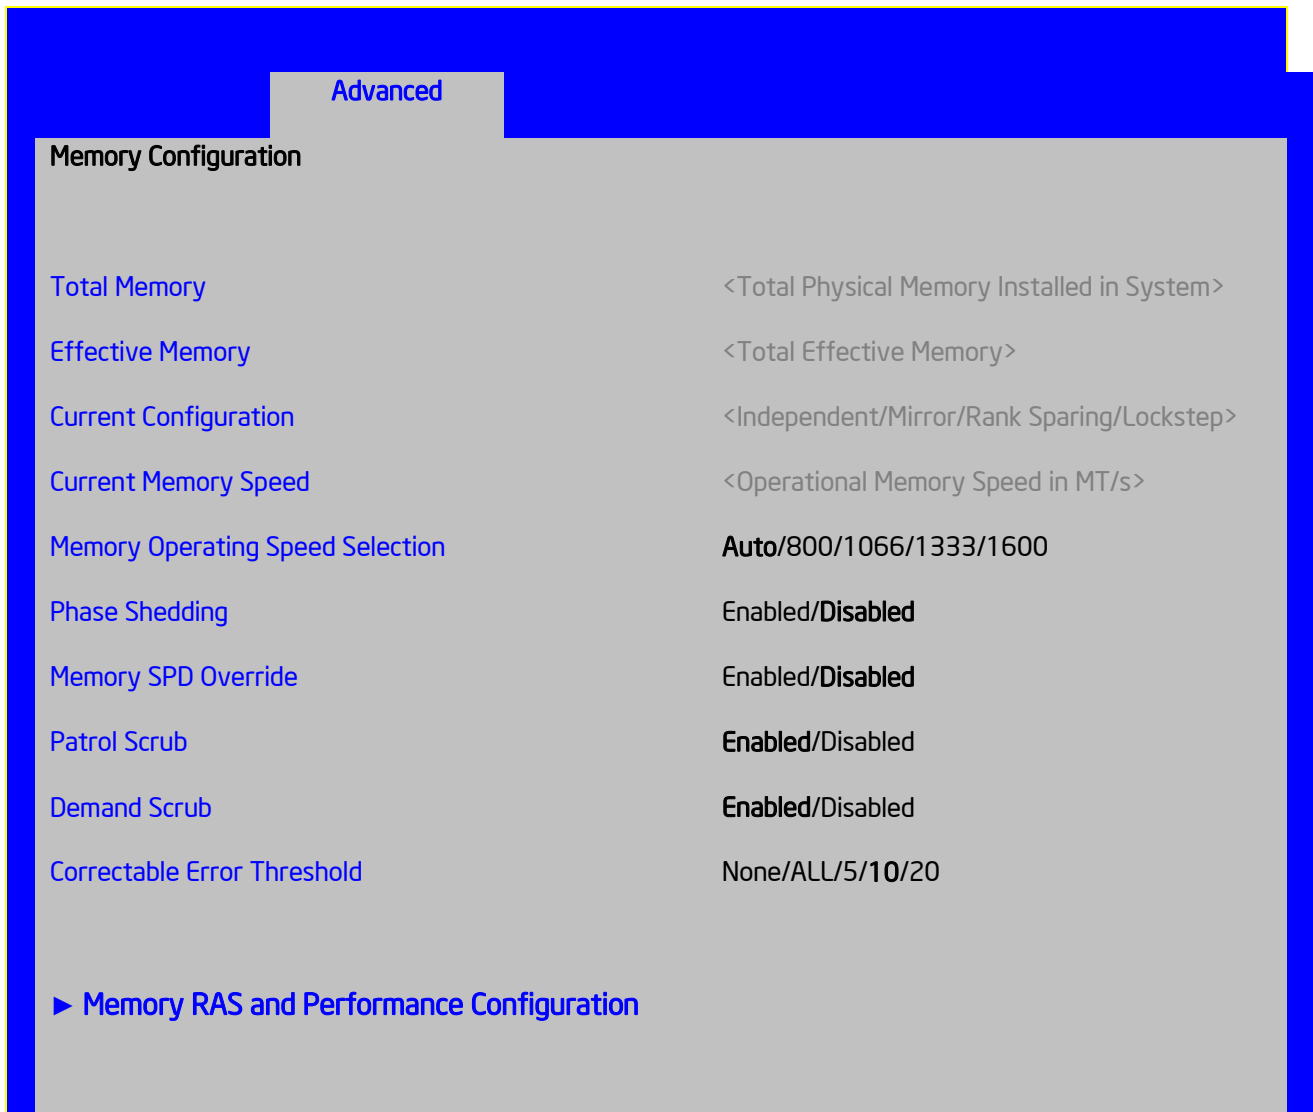 Advanced
Memory Configuration
Total Memory <Total Physical Memory Installed in System>
Effective Memory <Total Effective Memory>
Current Configuration <Independent/Mirror/Rank Sparing/Lockstep>
Current Memory Speed <Operational Memory Speed in MT/s>
Memory Operating Speed Selection Auto/800/1066/1333/1600
Phase Shedding Enabled/Disabled
Memory SPD Override Enabled/Disabled
Patrol Scrub Enabled/Disabled
Demand Scrub Enabled/Disabled
Correctable Error Threshold None/ALL/5/10/20
► Memory RAS and Performance Configuration